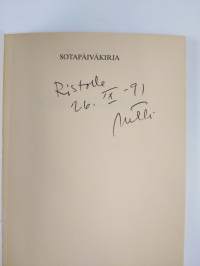 SOTAPÄIVÄKIRJA
Ristolle
26. IX -91